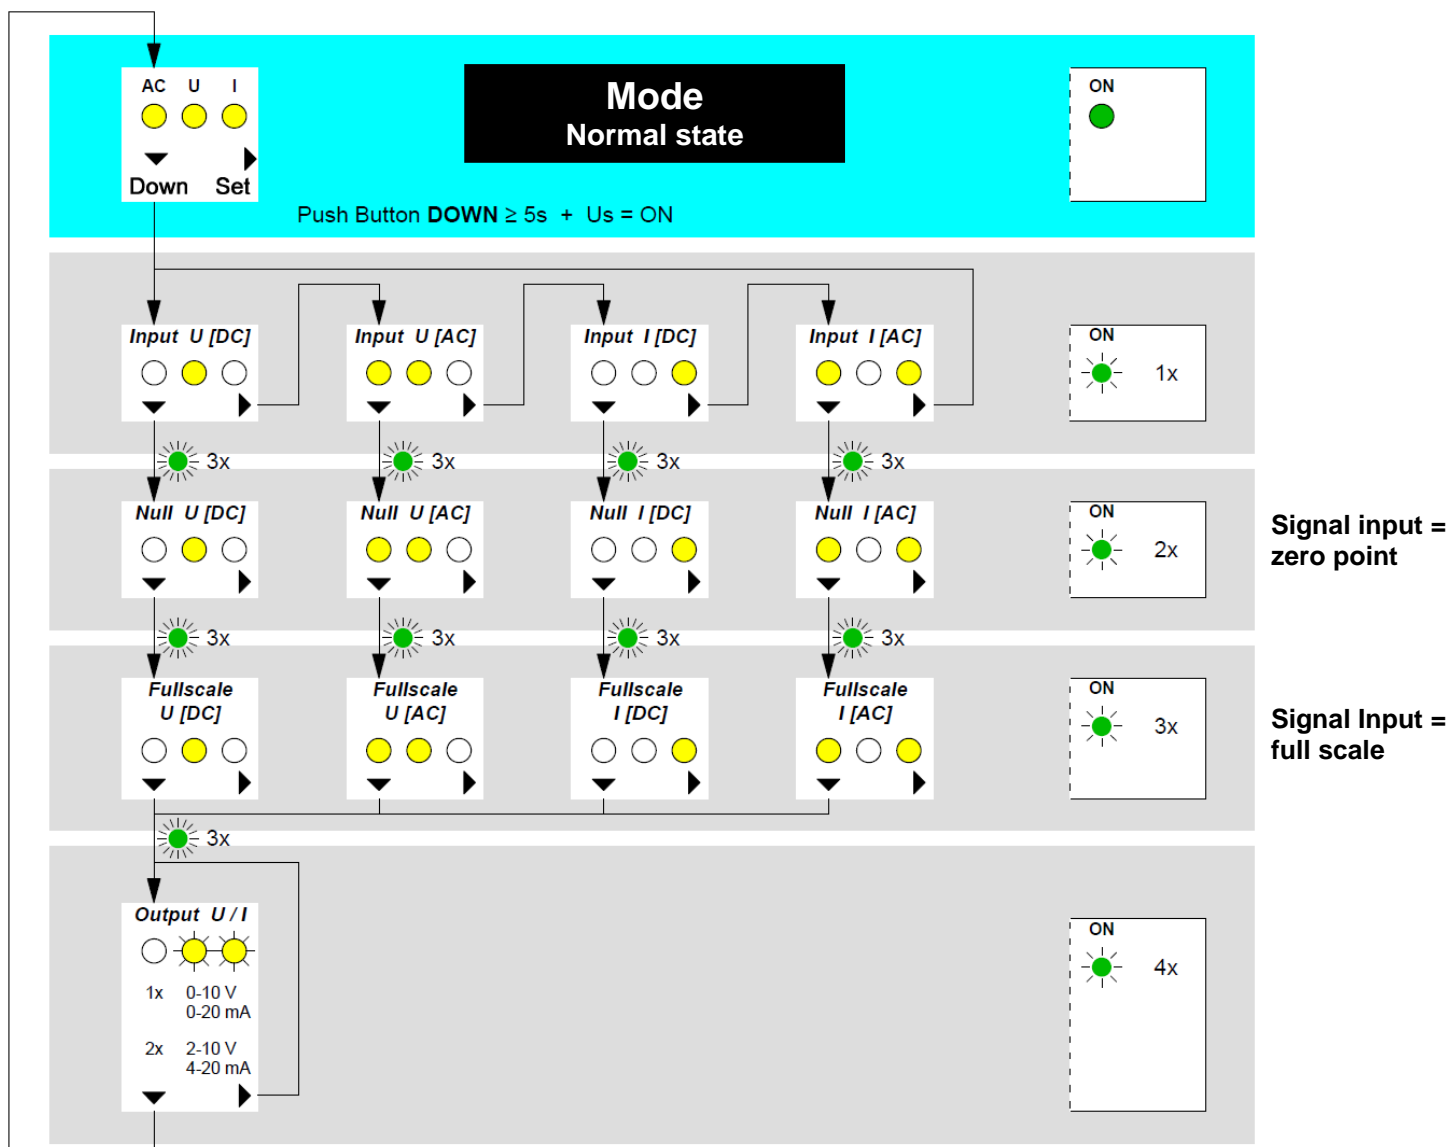 AC U I
Down Set
Mode
Normal state
ON
Push Button DOWN ≥ 5s + Us = ON
Input U [DC]
Input U [AC]
Input I [DC]
Input I [AC]
ON
1x
3x
3x
3x
3x
Null U [DC]
Null U [AC]
Null I [DC]
Null I [AC]
ON
2x
Signal input =
zero point
3x
3x
3x
3x
Fullscale
U [DC]
Fullscale
U [AC]
Fullscale
I [DC]
Fullscale
I [AC]
ON
3x
Signal Input =
full scale
3x
Output U / I
1x 0-10 V
0-20 mA
2x 2-10 V
4-20 mA
ON
4x